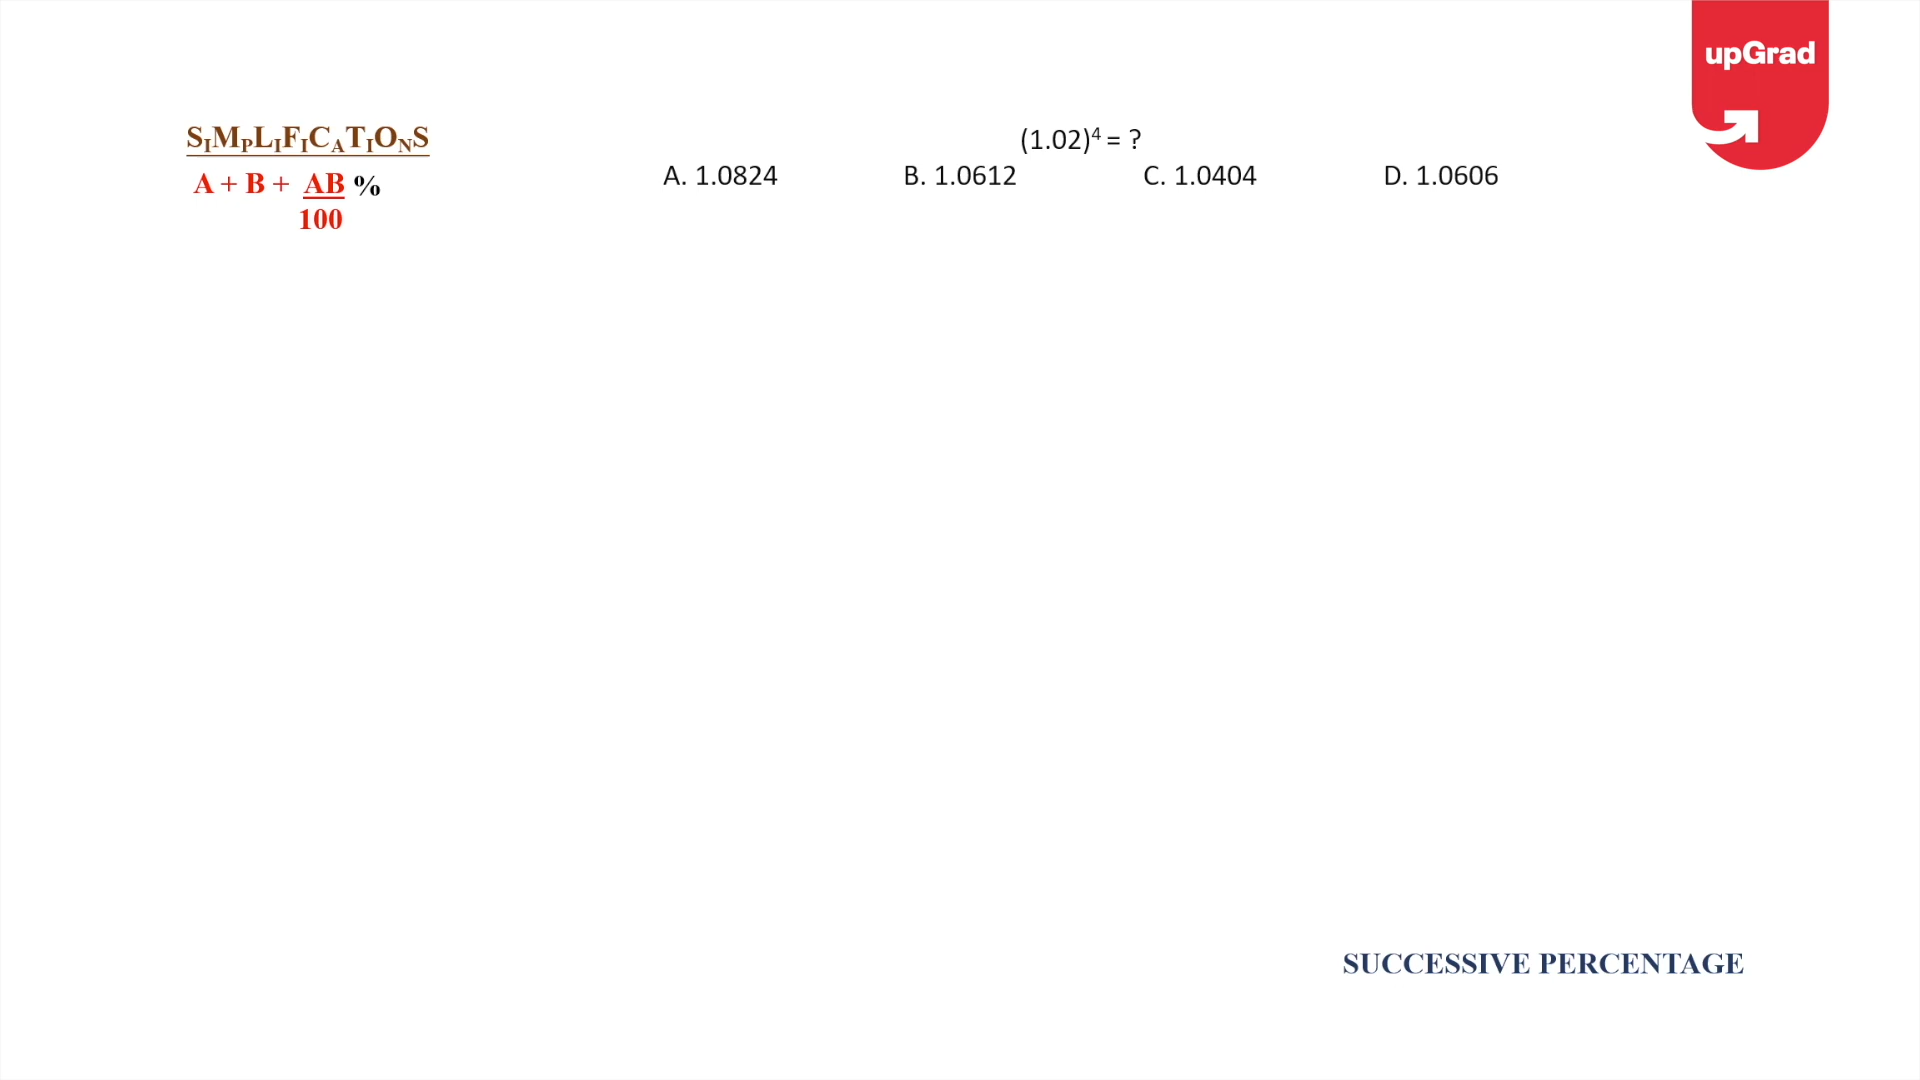 upGrad
SIMPLIFICATIONS
A + B + AB %
100
(1.02)⁴ = ?
A. 1.0824 B. 1.0612 C. 1.0404 D. 1.0606
SUCCESSIVE PERCENTAGE